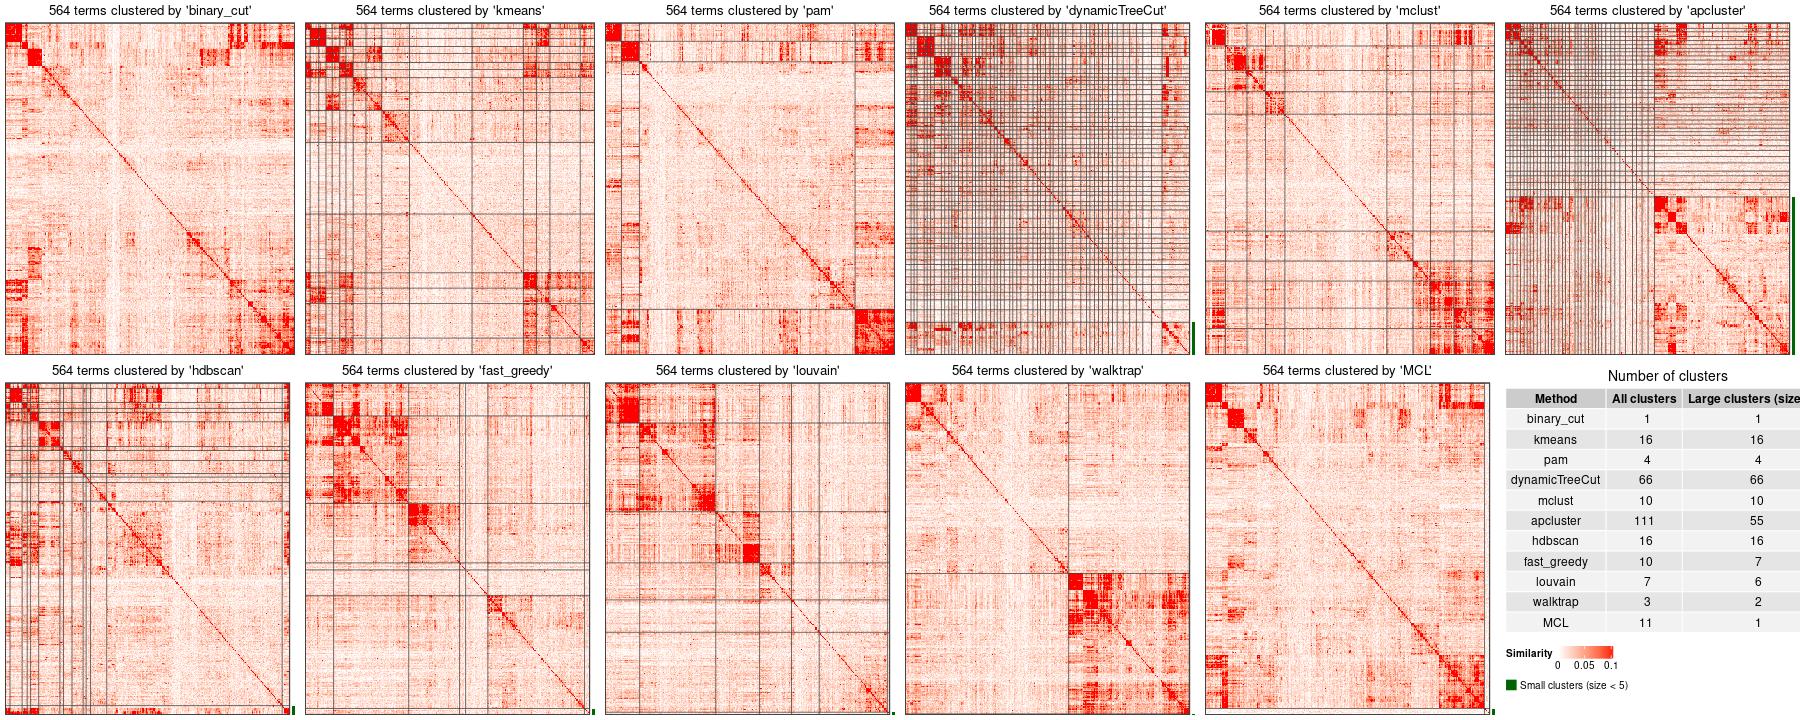 564 terms clustered by 'binary_cut'
564 terms clustered by 'kmeans'
564 terms clustered by 'pam'
564 terms clustered by 'dynamicTreeCut'
564 terms clustered by 'mclust'
564 terms clustered by 'apcluster'
564 terms clustered by 'hdbscan'
564 terms clustered by 'fast_greedy'
564 terms clustered by 'louvain'
564 terms clustered by 'walktrap'
564 terms clustered by 'MCL'
Number of clusters
Method All clusters Large clusters (size
binary_cut 1 1
kmeans 16 16
pam 4 4
dynamicTreeCut 66 66
mclust 10 10
apcluster 111 55
hdbscan 16 16
fast_greedy 10 7
louvain 7 6
walktrap 3 2
MCL 11 1
Similarity
0 0.05 0.1
Small clusters (size < 5)